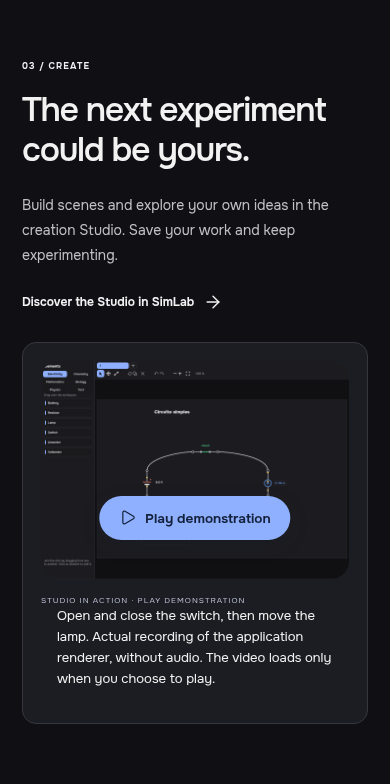 03 / CREATE
The next experiment
could be yours.
Build scenes and explore your own ideas in the
creation Studio. Save your work and keep
experimenting.
Discover the Studio in SimLab
Circuito simples
Play demonstration
STUDIO IN ACTION · PLAY DEMONSTRATION
Open and close the switch, then move the
lamp. Actual recording of the application
renderer, without audio. The video loads only
when you choose to play.